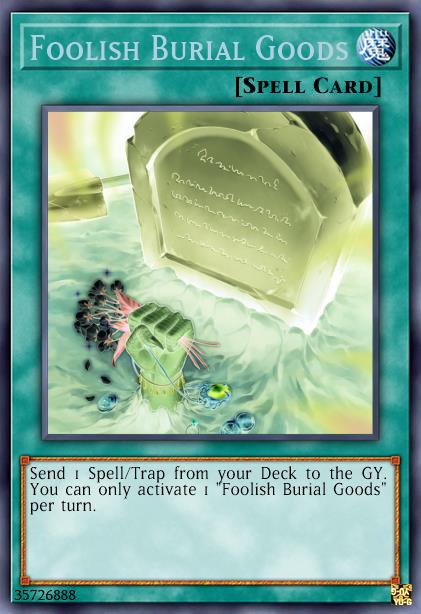 Foolish Burial Goods
魔
[Spell Card]
Send 1 Spell/Trap from your Deck to the GY.
You can only activate 1 "Foolish Burial Goods"
per turn.
35726888